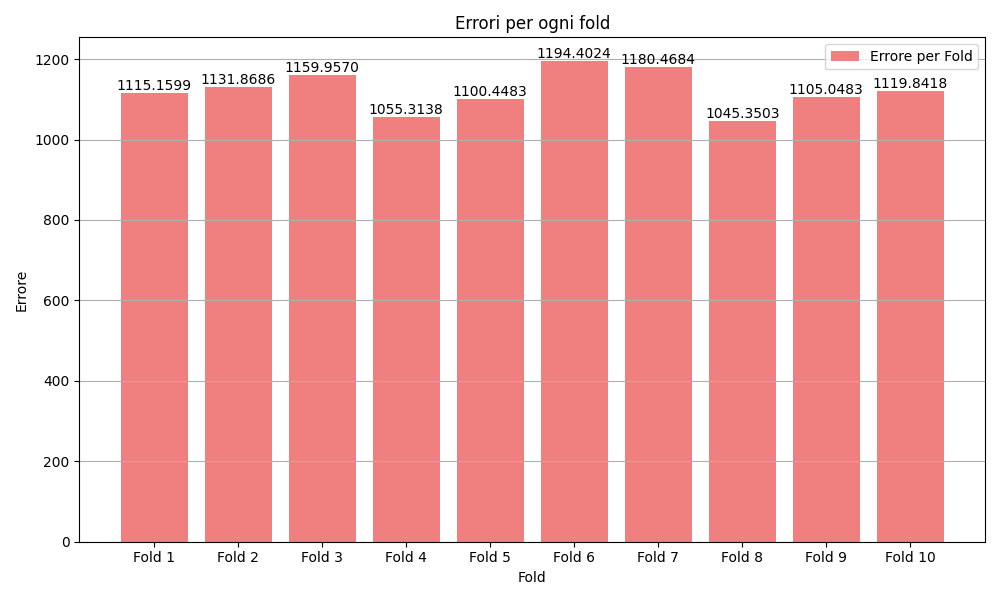 Errori per ogni fold
Errore per Fold
1115.1599
1131.8686
1159.9570
1055.3138
1100.4483
1194.4024
1180.4684
1045.3503
1105.0483
1119.8418
Errore
1200
1000
800
600
400
200
0
Fold 1
Fold 2
Fold 3
Fold 4
Fold 5
Fold 6
Fold 7
Fold 8
Fold 9
Fold 10
Fold